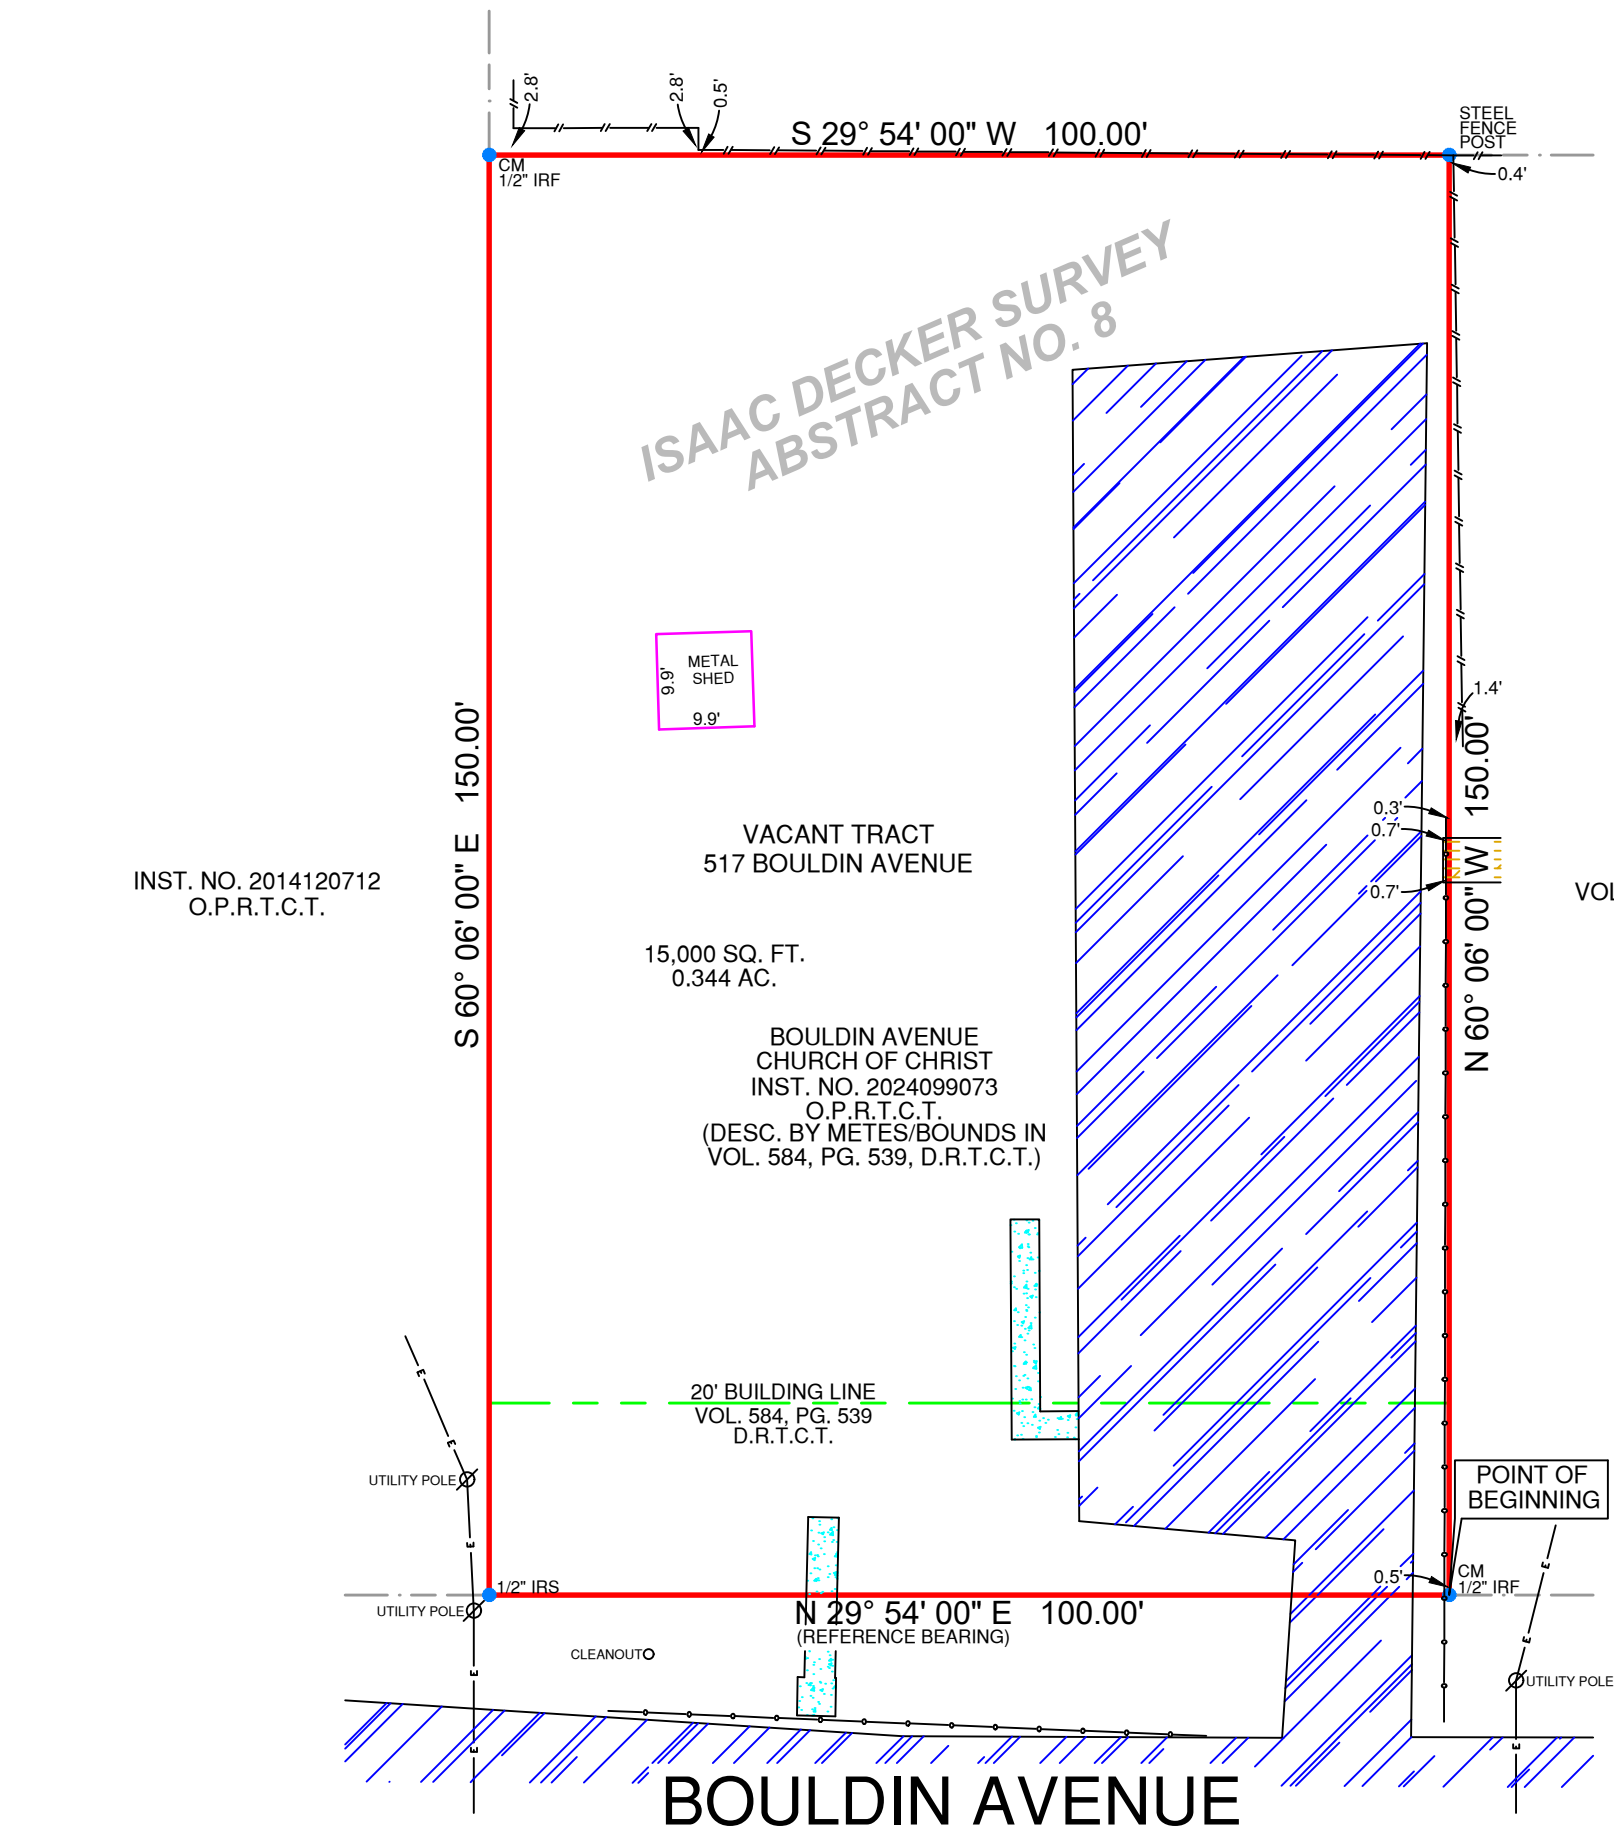 2.8'
2.8'
0.5'
S 29° 54' 00" W 100.00'
STEEL
FENCE
POST
CM
1/2" IRF
0.4'
ISAAC DECKER SURVEY
ABSTRACT NO. 8
METAL
SHED
9.9'
9.9'
1.4'
S 60° 06' 00" E 150.00'
N 60° 06' 00" W 150.00'
0.3'
0.7'
0.7'
VACANT TRACT
517 BOULDIN AVENUE
INST. NO. 2014120712
O.P.R.T.C.T.
VOL
15,000 SQ. FT.
0.344 AC.
BOULDIN AVENUE
CHURCH OF CHRIST
INST. NO. 2024099073
O.P.R.T.C.T.
(DESC. BY METES/BOUNDS IN
VOL. 584, PG. 539, D.R.T.C.T.)
20' BUILDING LINE
VOL. 584, PG. 539
D.R.T.C.T.
E
E
E
E
E
E
E
E
E
UTILITY POLE
POINT OF
BEGINNING
0.5'
CM
1/2" IRF
1/2" IRS
UTILITY POLE
N 29° 54' 00" E 100.00'
(REFERENCE BEARING)
CLEANOUT
UTILITY POLE
BOULDIN AVENUE